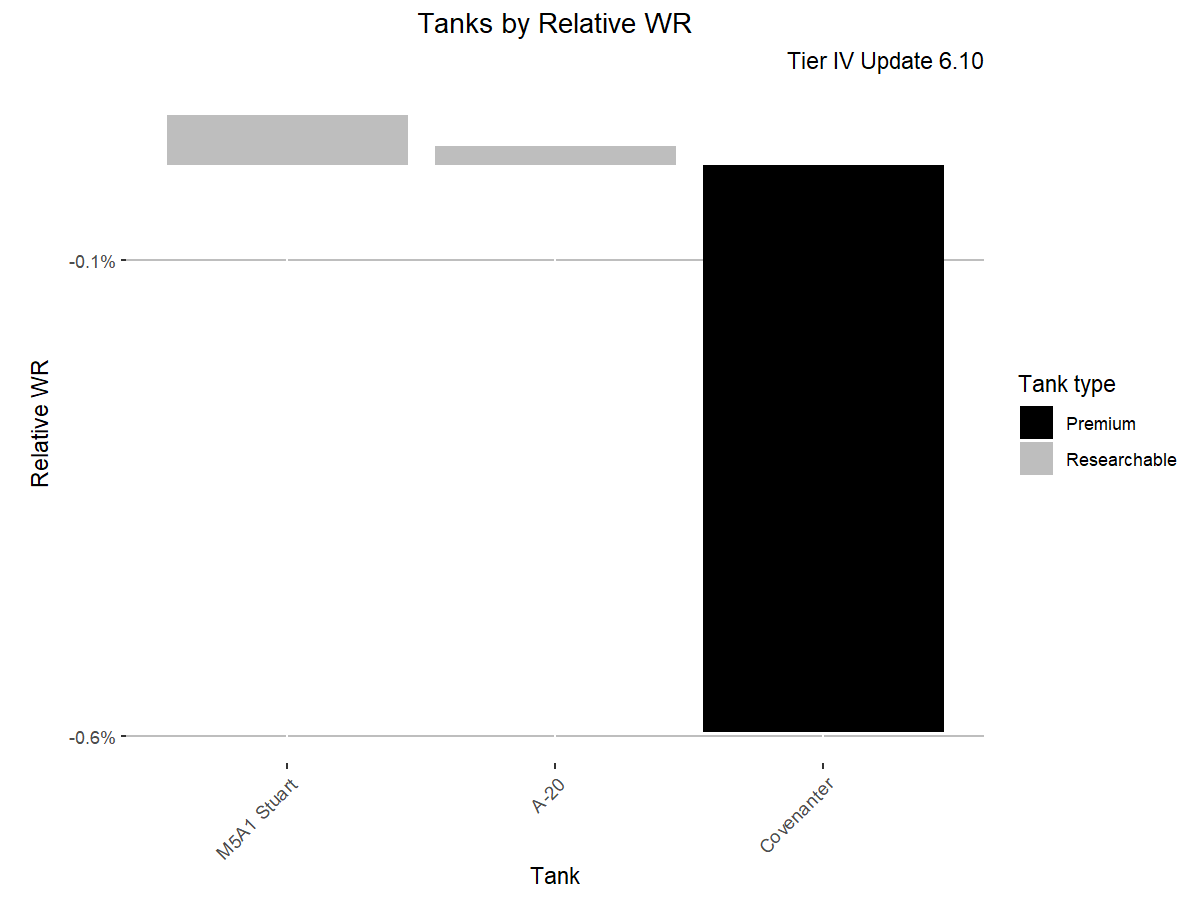 Tanks by Relative WR
Tier IV Update 6.10
-0.1%
-0.6%
Relative WR
M5A1 Stuart
A-20
Covenanter
Tank
Tank type
Premium
Researchable